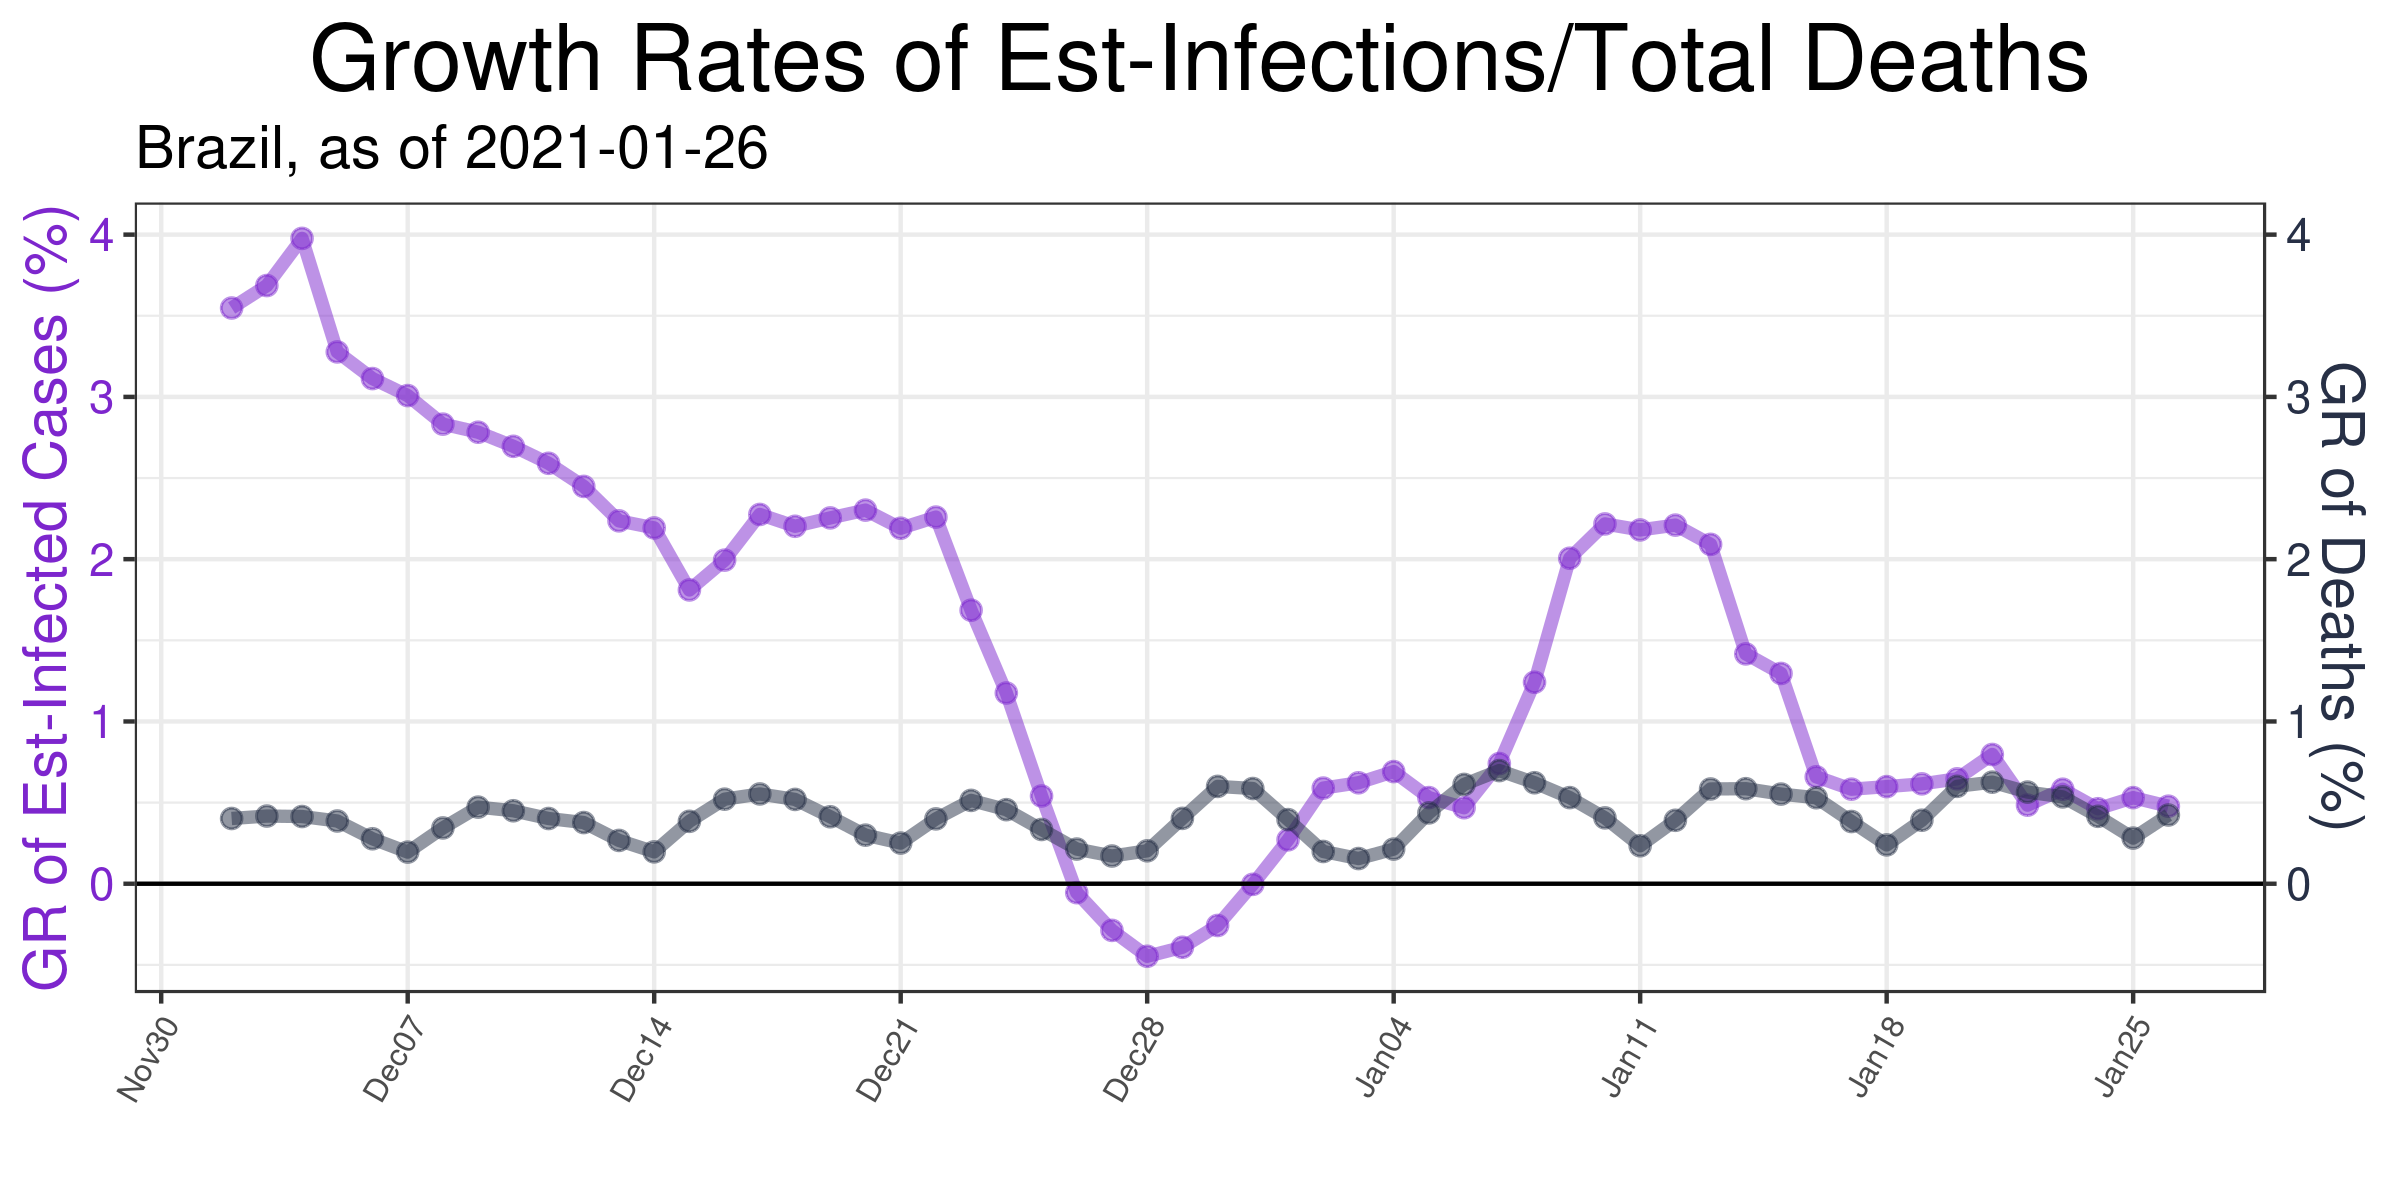 Growth Rates of Est-Infections/Total Deaths
Brazil, as of 2021-01-26
GR of Est-Infected Cases (%)
4
3
2
1
0
4
3
2
1
0
GR of Deaths (%)
Nov30
Dec07
Dec14
Dec21
Dec28
Jan04
Jan11
Jan18
Jan25